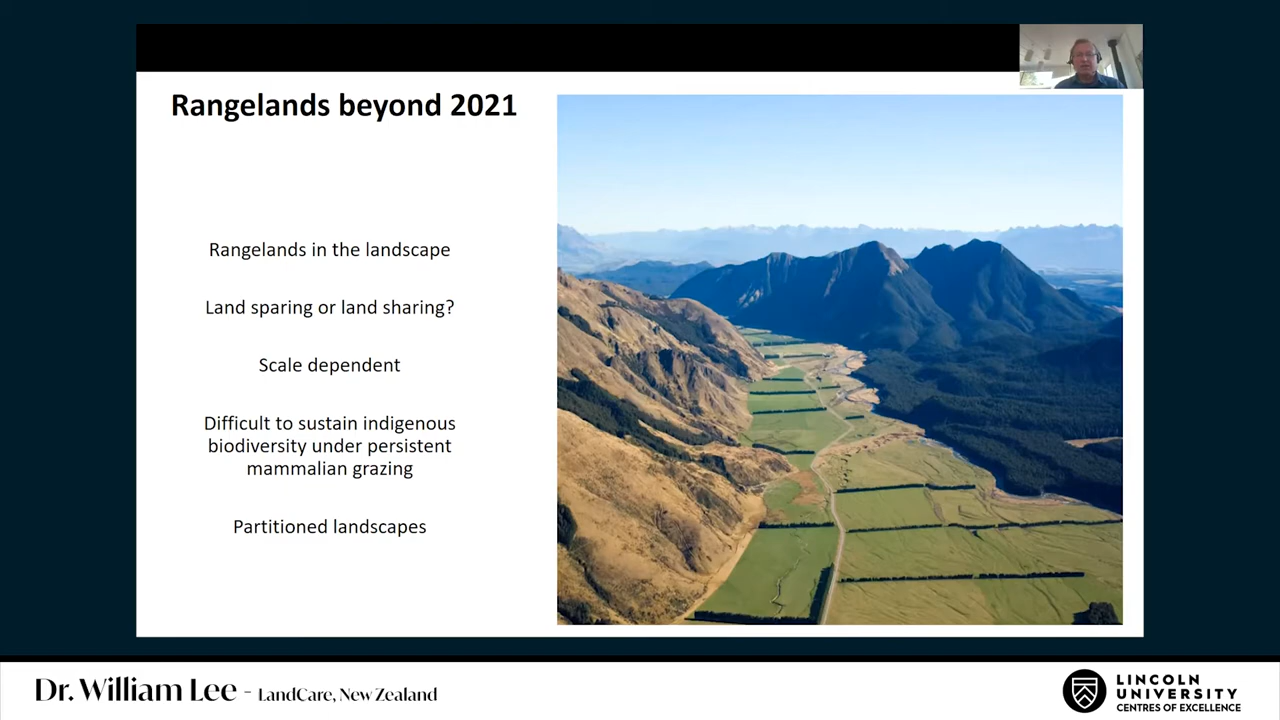 Rangelands beyond 2021
Rangelands in the landscape
Land sparing or land sharing?
Scale dependent
Difficult to sustain indigenous
biodiversity under persistent
mammalian grazing
Partitioned landscapes
Dr. William Lee - LandCare, New Zealand
LINCOLN
UNIVERSITY
CENTRES OF EXCELLENCE